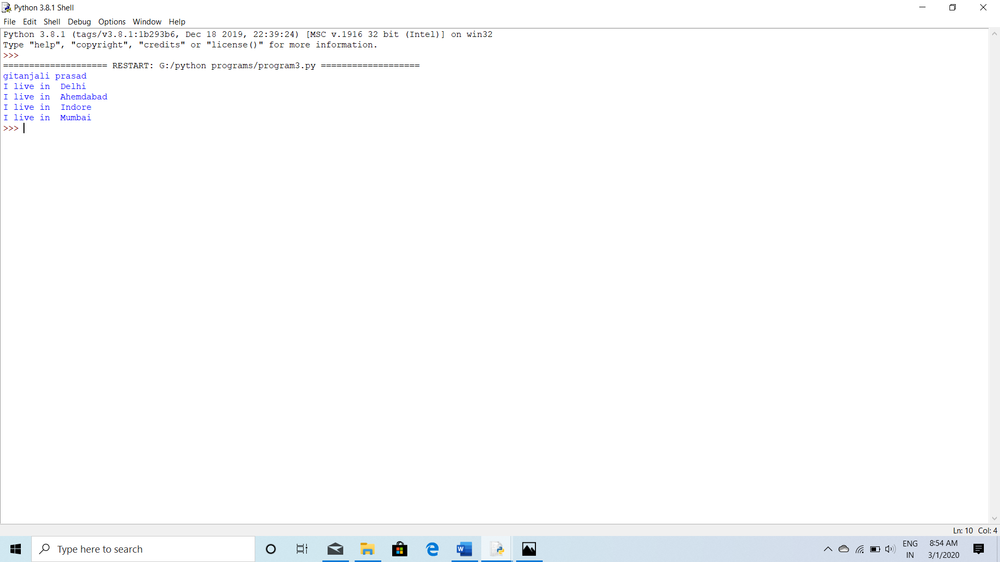 Python 3.8.1 Shell
File Edit Shell Debug Options Window Help
Python 3.8.1 (tags/v3.8.1:1b293b6, Dec 18 2019, 22:39:24) [MSC v.1916 32 bit (Intel)] on win32
Type "help", "copyright", "credits" or "license()" for more information.
>>>
==================== RESTART: G:/python programs/program3.py ===================
gitanjali prasad
I live in  Delhi
I live in  Ahemdabad
I live in  Indore
I live in  Mumbai
>>>
Ln: 10 Col: 4
Type here to search
ENG
IN
8:54 AM
3/1/2020